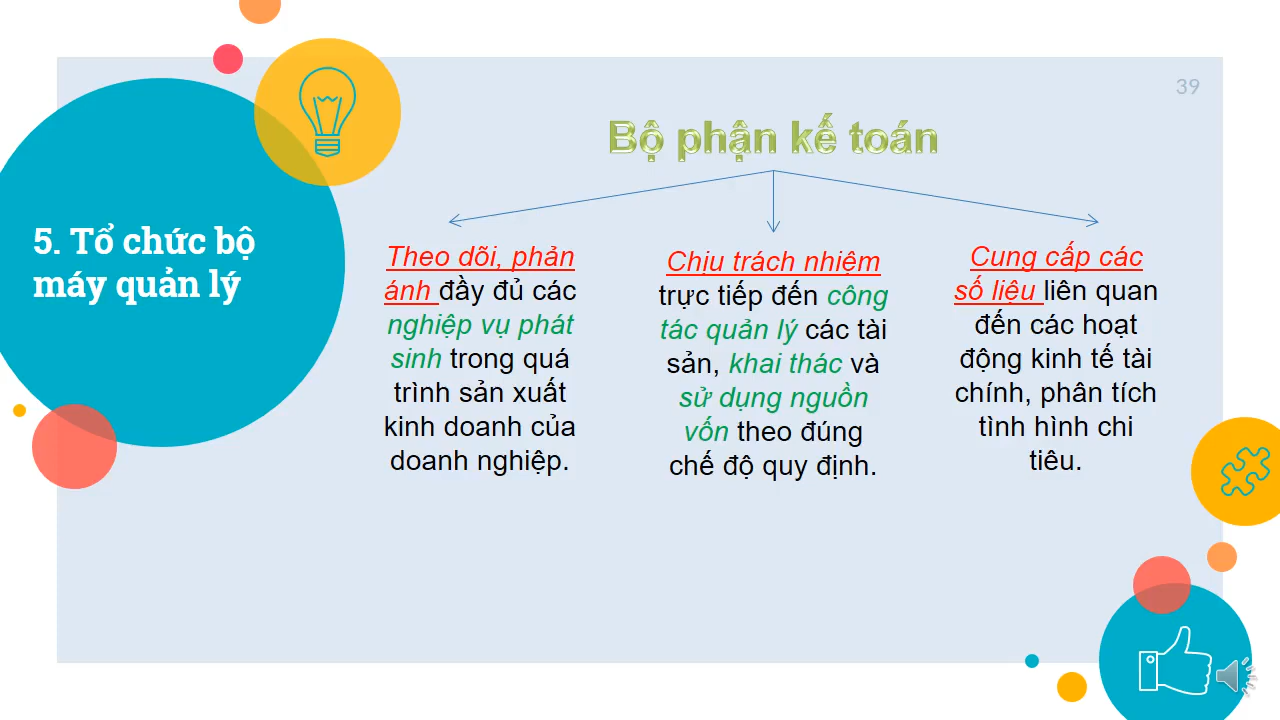 39
Bộ phận kế toán
5. Tổ chức bộ
máy quản lý
Theo dõi, phản
ánh đầy đủ các
nghiệp vụ phát
sinh trong quá
trình sản xuất
kinh doanh của
doanh nghiệp.
Chịu trách nhiệm
trực tiếp đến công
tác quản lý các tài
sản, khai thác và
sử dụng nguồn
vốn theo đúng
chế độ quy định.
Cung cấp các
số liệu liên quan
đến các hoạt
động kinh tế tài
chính, phân tích
tình hình chi
tiêu.